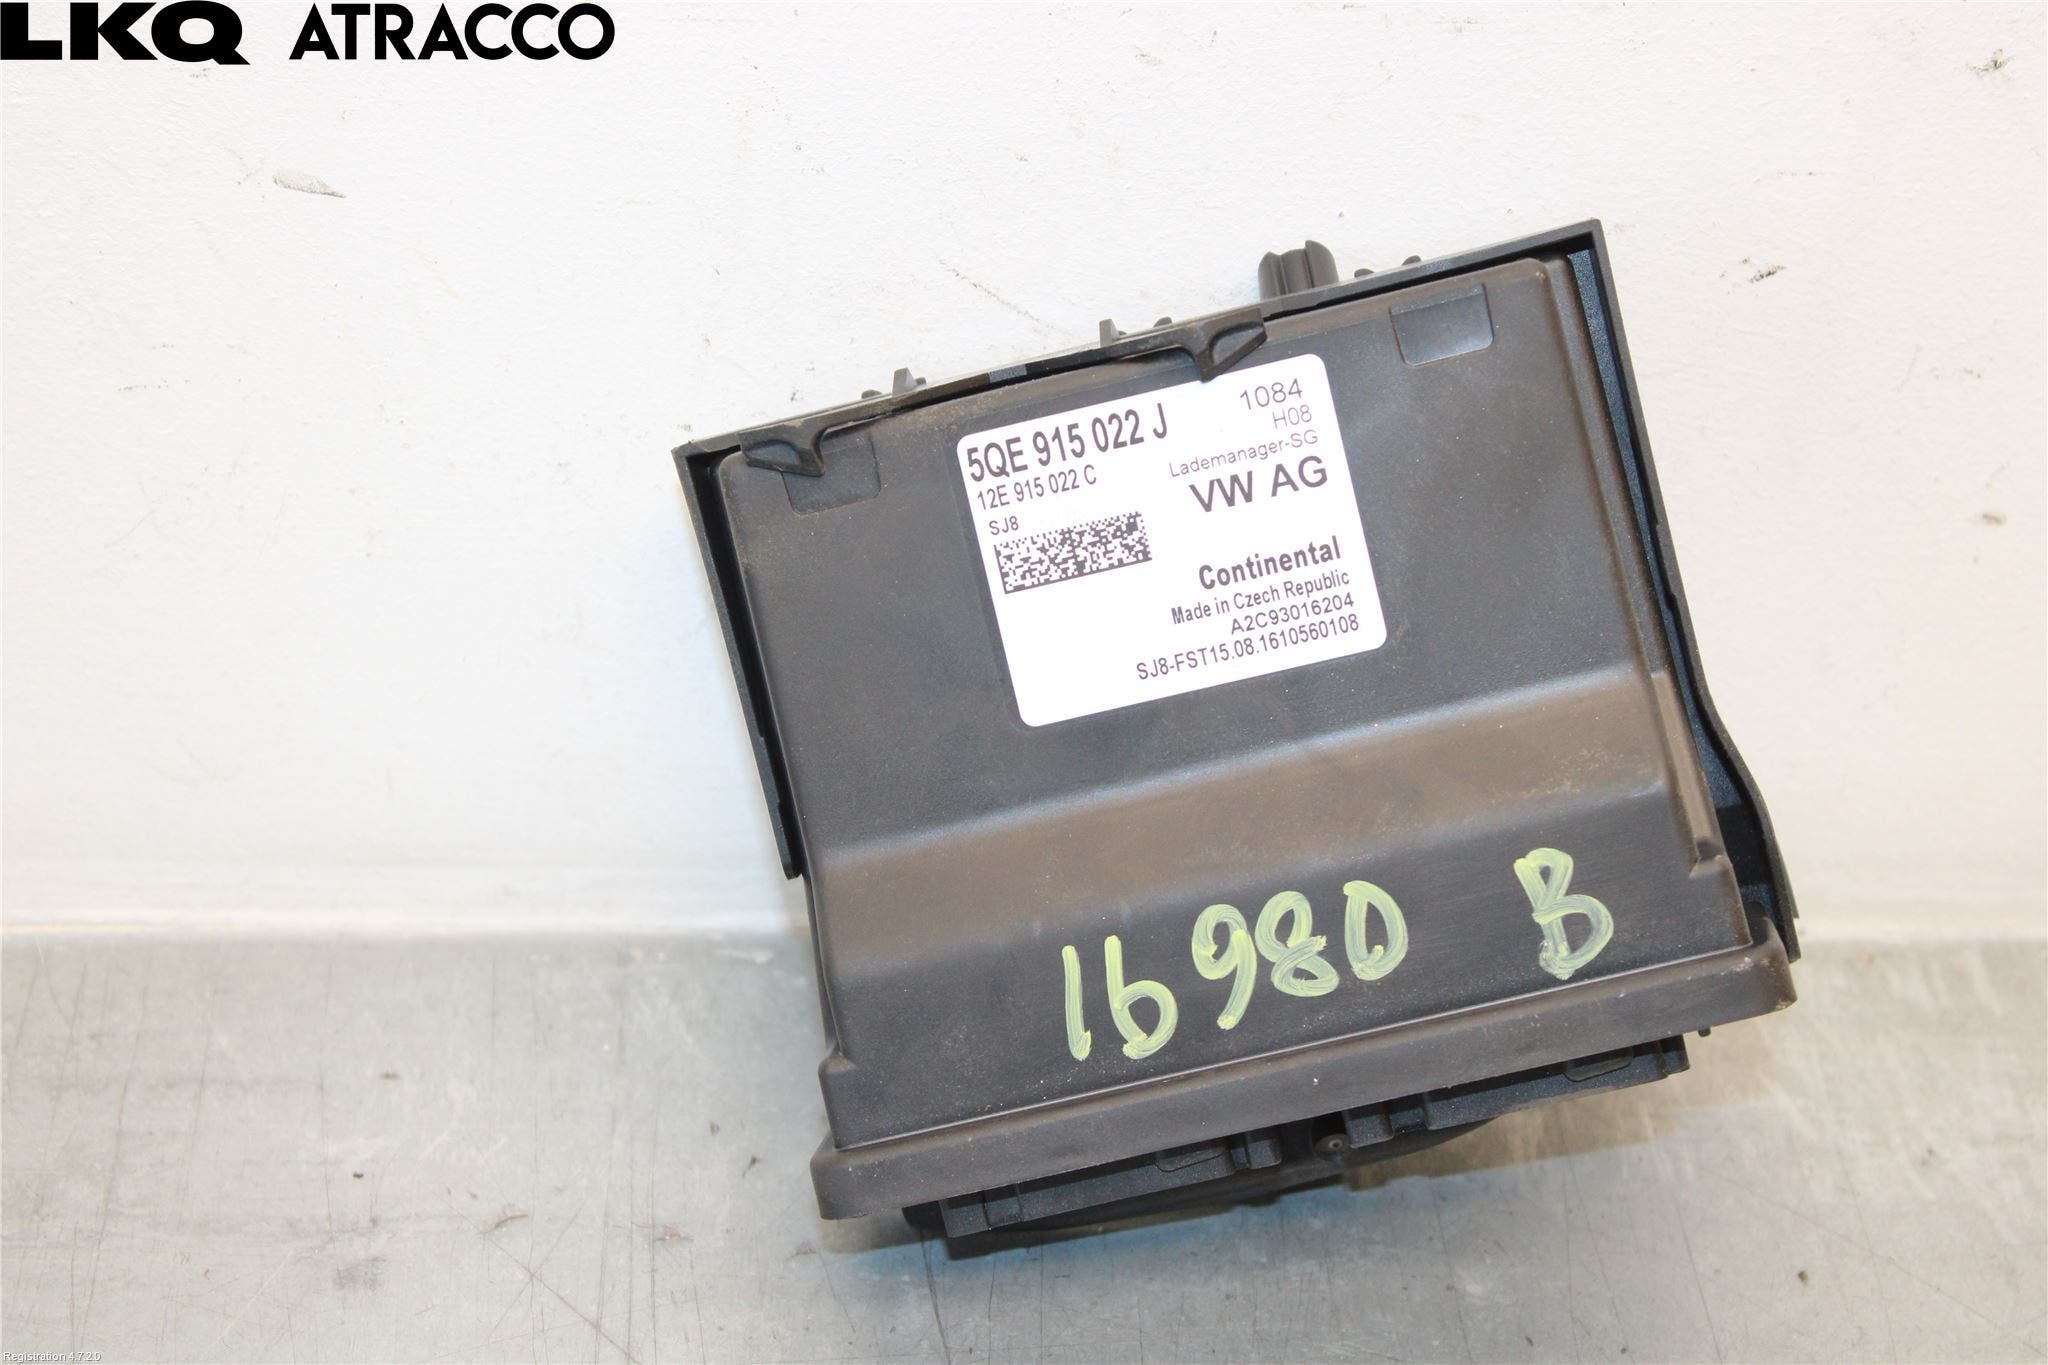 LKQ ATRACCO
5QE 915 022 J
1084
12E 915 022 C
H08
SJ8
Lademanager-SG
VW AG
Continental
Made in Czech Republic
A2C93016204
SJ8-FST15.08.1610560108
16980 B
Registration 4.7.2.0